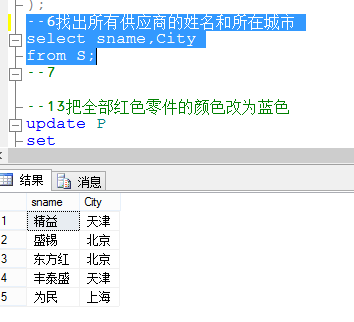 );
--6找出所有供应商的姓名和所在城市
select sname,City
from S;
--7
--13把全部红色零件的颜色改为蓝色
update P
set
结果 消息
sname City
1 精益 天津
2 盛锡 北京
3 东方红 北京
4 丰泰盛 天津
5 为民 上海